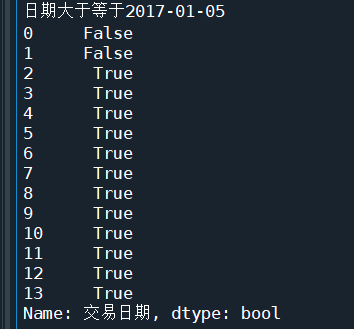 日期大于等于2017-01-05
0     False
1     False
2      True
3      True
4      True
5      True
6      True
7      True
8      True
9      True
10     True
11     True
12     True
13     True
Name: 交易日期, dtype: bool